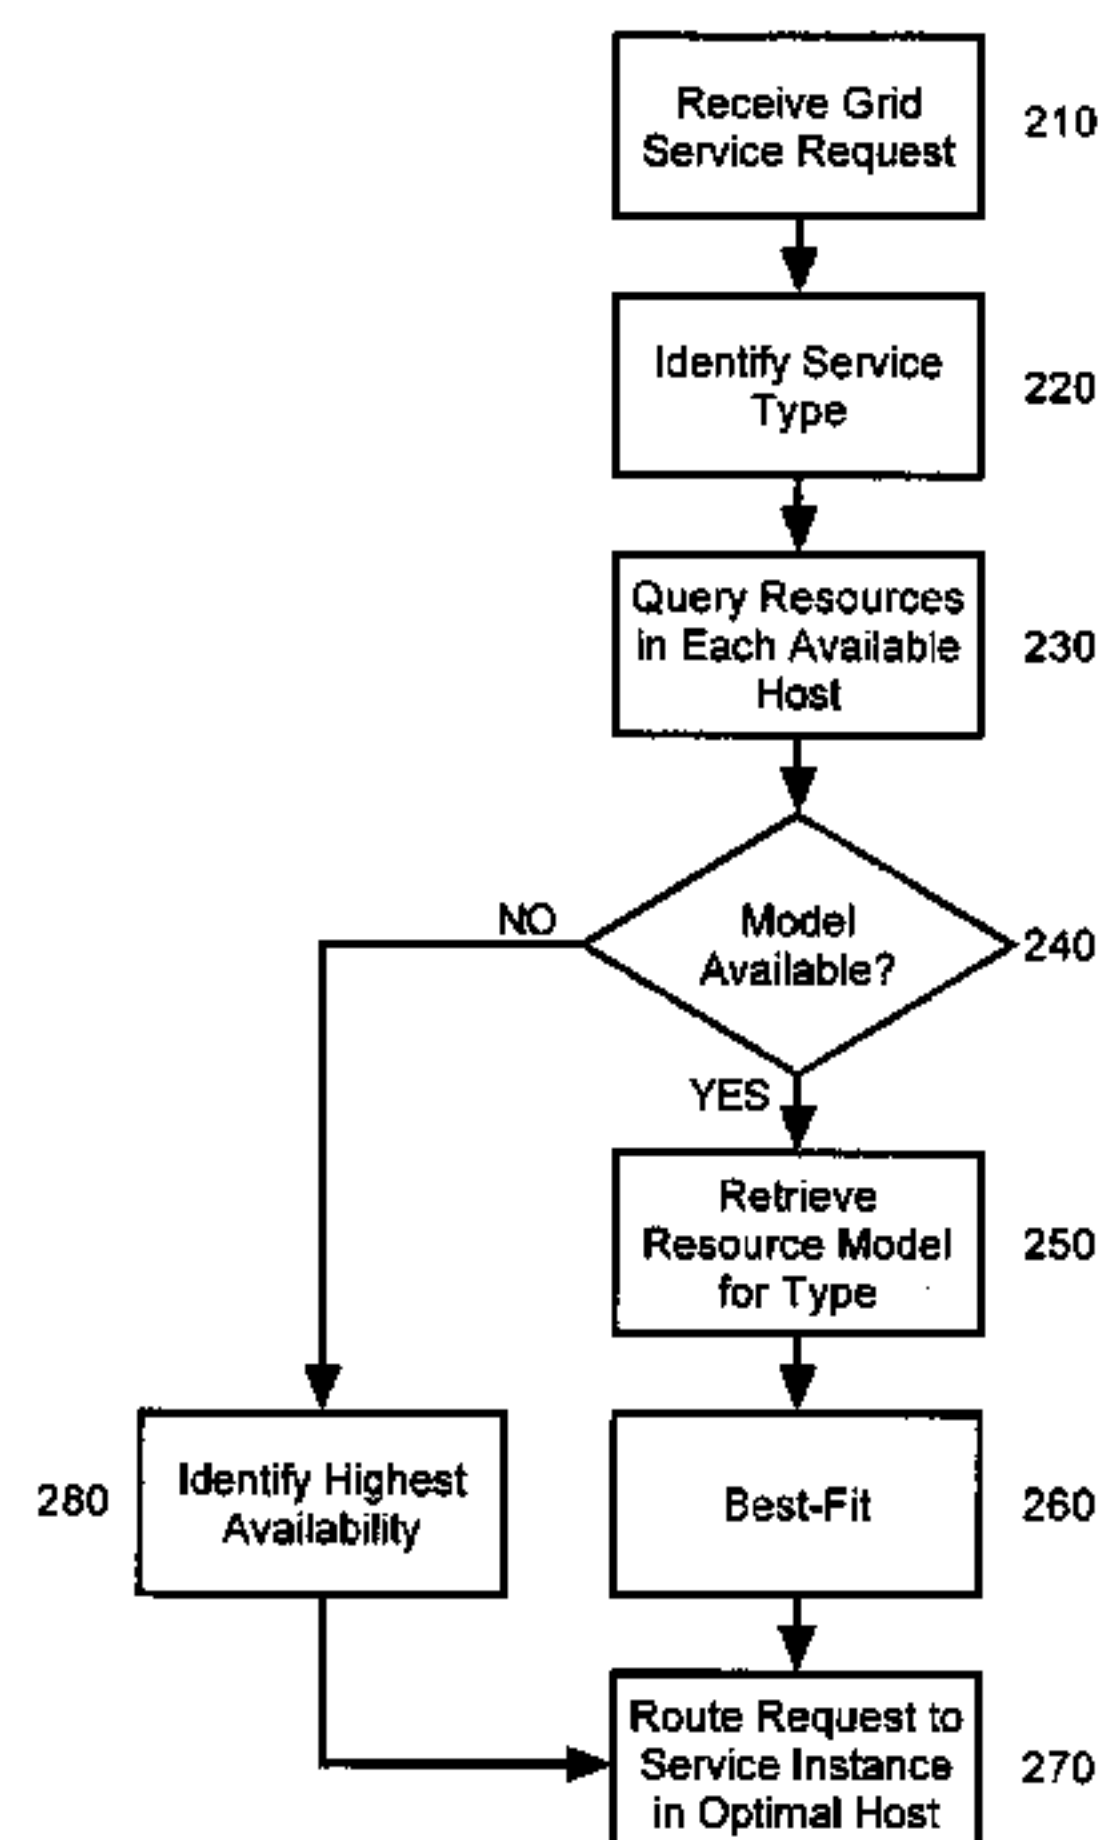 Receive Grid
Service Request
210
Identify Service
Type
220
Query Resources
in Each Available
Host
230
Model
Available?
240
NO
YES
Retrieve
Resource Model
for Type
250
280
Identify Highest
Availability
Best-Fit
260
Route Request to
Service Instance
in Optimal Host
270